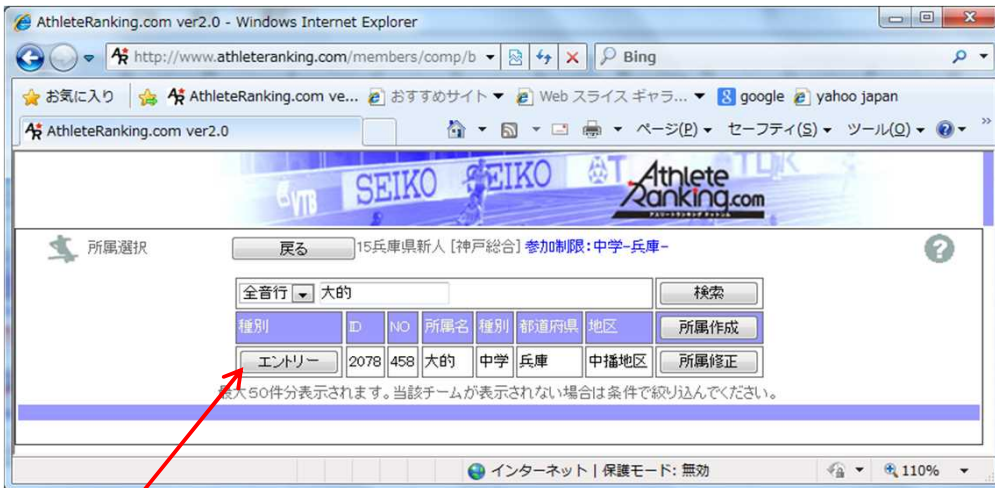 AthleteRanking.com ver2.0 - Windows Internet Explorer
http://www.athleteranking.com/members/comp/b
Bing
お気に入り AthleteRanking.com ve... おすすめサイト Web スライス ギャラ... google yahoo japan
AthleteRanking.com ver2.0 ページ(P) セーフティ(S) ツール(O) »
VTB SEIKO SEIKO TDK Athlete Ranking.com
所属選択 戻る 15兵庫県新人 [神戸総合] 参加制限:中学-兵庫-
全音行 大的 検索
種別 ID NO 所属名 種別 都道府県 地区 所属作成
エントリー 2078 458 大的 中学 兵庫 中播地区 所属修正
最大50件分表示されます。当該チームが表示されない場合は条件で絞り込んでください。
インターネット | 保護モード: 無効 110%